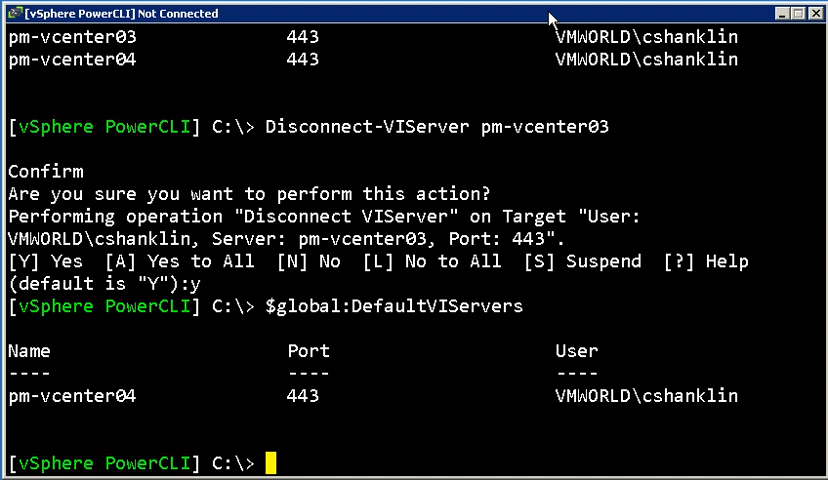 [vSphere PowerCLI] Not Connected
pm-vcenter03 443 VMWORLD\cshanklin
pm-vcenter04 443 VMWORLD\cshanklin
[vSphere PowerCLI] C:\> Disconnect-VIServer pm-vcenter03
Confirm
Are you sure you want to perform this action?
Performing operation "Disconnect VIServer" on Target "User:
VMWORLD\cshanklin, Server: pm-vcenter03, Port: 443".
[Y] Yes [A] Yes to All [N] No [L] No to All [S] Suspend [?] Help
(default is "Y"):y
[vSphere PowerCLI] C:\> $global:DefaultVIServers
Name Port User
---- ---- ----
pm-vcenter04 443 VMWORLD\cshanklin
[vSphere PowerCLI] C:\>